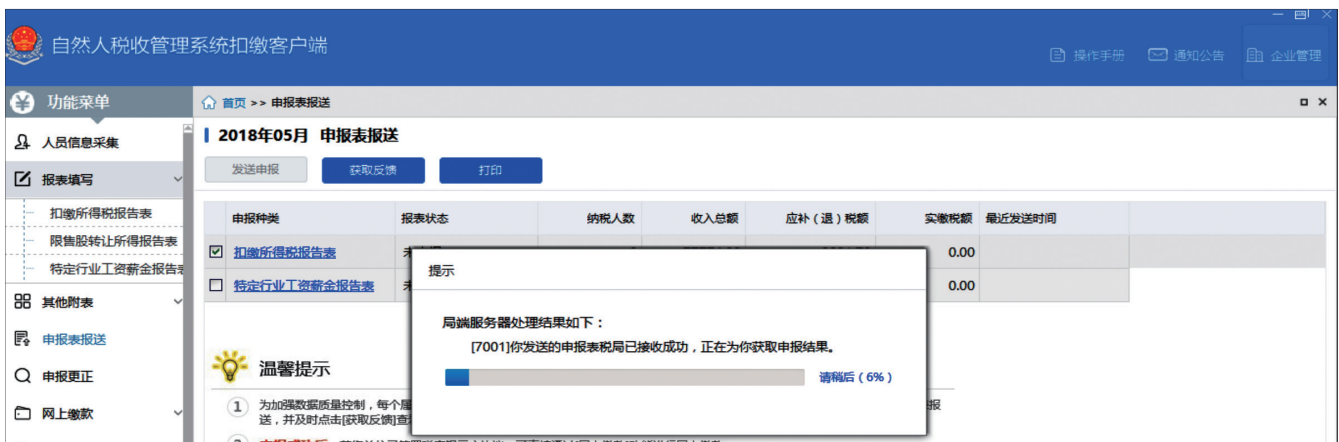 自然人税收管理系统扣缴客户端
操作手册 通知公告 企业管理
功能菜单
首页 >> 申报表报送
人员信息采集
2018年05月 申报表报送
发送申报 获取反馈 打印
报表填写
扣缴所得税报告表
申报种类 报表状态 纳税人数 收入总额 应补（退）税额 实缴税额 最近发送时间
限售股转让所得报告表
扣缴所得税报告表 0.00
特定行业工资薪金报告
特定行业工资薪金报告表 0.00
提示
其他附表
局端服务器处理结果如下：
申报表报送
[7001]你发送的申报表税局已接收成功，正在为你获取申报结果。
温馨提示
请稍后（6%）
申报更正
1 为加强数据质量控制，每个
报
网上缴款
送，并及时点击[获取反馈]查